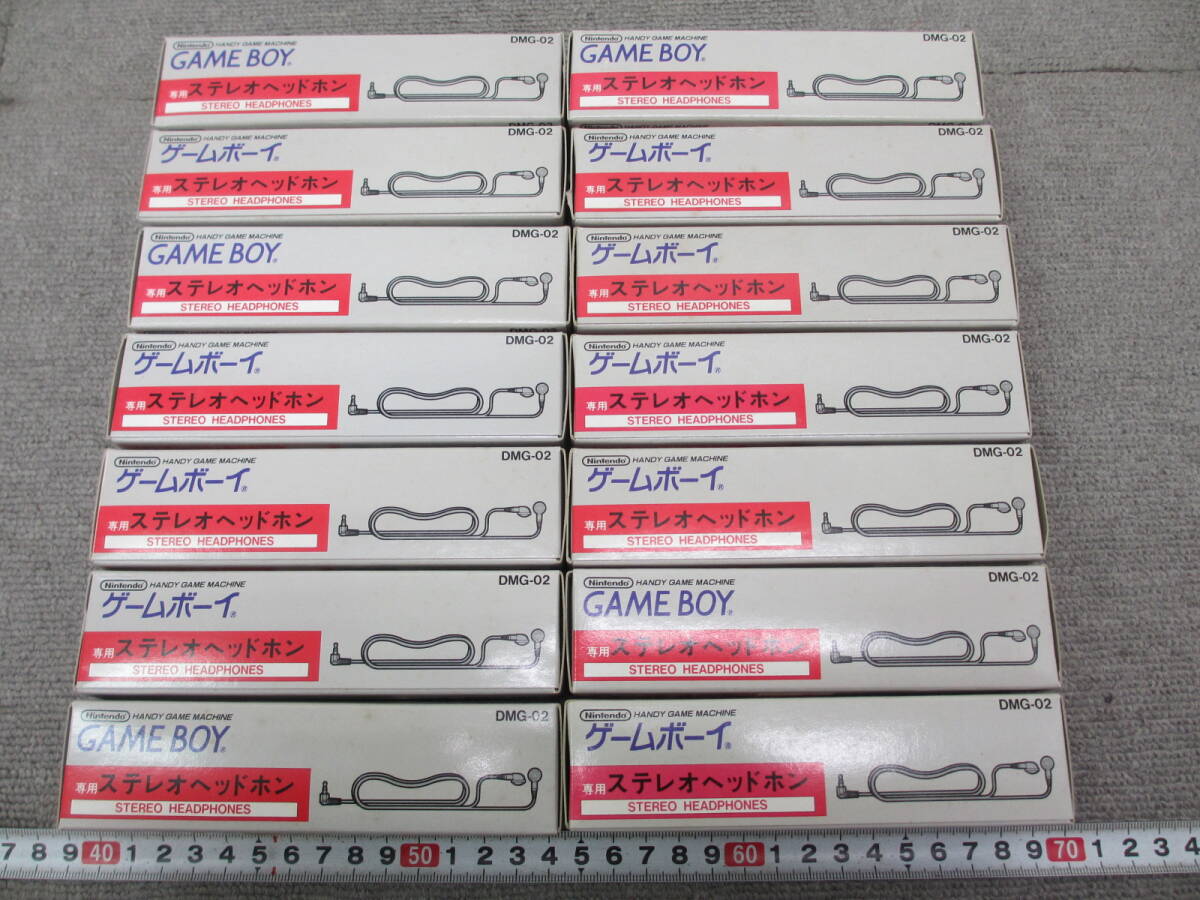 Nintendo HANDY GAME MACHINE DMG-02
GAME BOY®
専用ステレオヘッドホン
STEREO HEADPHONES
Nintendo HANDY GAME MACHINE DMG-02
GAME BOY®
専用ステレオヘッドホン
STEREO HEADPHONES
Nintendo HANDY GAME MACHINE DMG-02
ゲームボーイ®
専用ステレオヘッドホン
STEREO HEADPHONES
Nintendo HANDY GAME MACHINE DMG-02
ゲームボーイ®
専用ステレオヘッドホン
STEREO HEADPHONES
Nintendo HANDY GAME MACHINE DMG-02
GAME BOY®
専用ステレオヘッドホン
STEREO HEADPHONES
Nintendo HANDY GAME MACHINE DMG-02
ゲームボーイ®
専用ステレオヘッドホン
STEREO HEADPHONES
Nintendo HANDY GAME MACHINE DMG-02
ゲームボーイ®
専用ステレオヘッドホン
STEREO HEADPHONES
Nintendo HANDY GAME MACHINE DMG-02
ゲームボーイ®
専用ステレオヘッドホン
STEREO HEADPHONES
Nintendo HANDY GAME MACHINE DMG-02
ゲームボーイ®
専用ステレオヘッドホン
STEREO HEADPHONES
Nintendo HANDY GAME MACHINE DMG-02
ゲームボーイ®
専用ステレオヘッドホン
STEREO HEADPHONES
Nintendo HANDY GAME MACHINE DMG-02
ゲームボーイ®
専用ステレオヘッドホン
STEREO HEADPHONES
Nintendo HANDY GAME MACHINE DMG-02
GAME BOY®
専用ステレオヘッドホン
STEREO HEADPHONES
Nintendo HANDY GAME MACHINE DMG-02
GAME BOY®
専用ステレオヘッドホン
STEREO HEADPHONES
Nintendo HANDY GAME MACHINE DMG-02
ゲームボーイ®
専用ステレオヘッドホン
STEREO HEADPHONES
7 8 9 40 1 2 3 4 5 6 7 8 9 50 1 2 3 4 5 6 7 8 9 60 1 2 3 4 5 6 7 8 9 70 1 2 3 4